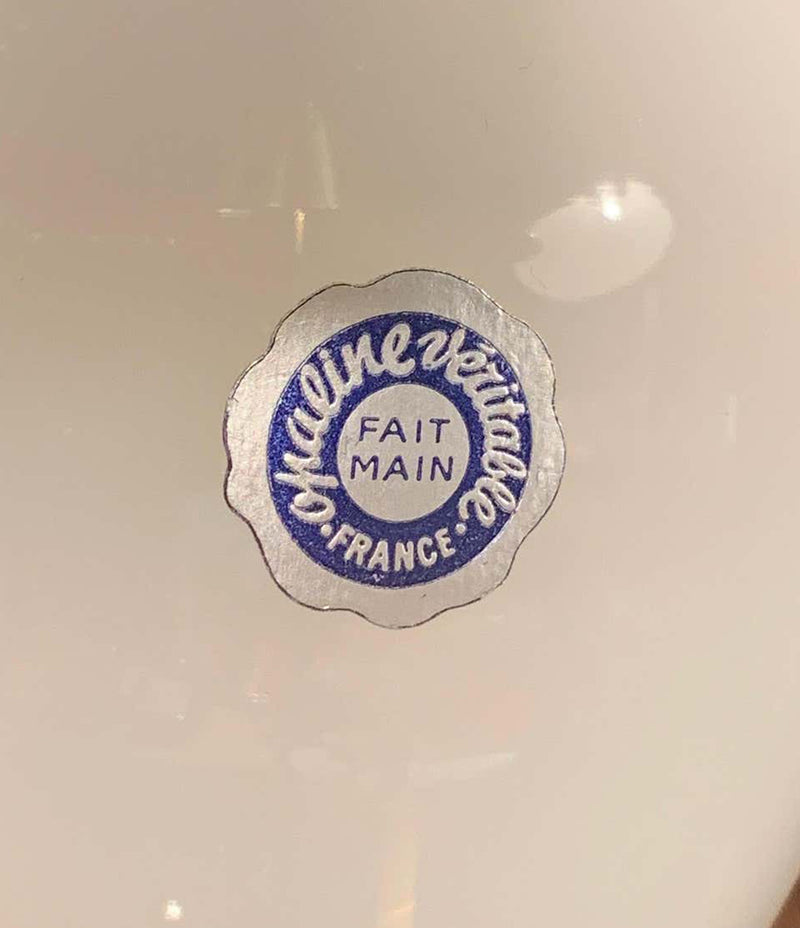 opaline véritable
FAIT
MAIN
• FRANCE •